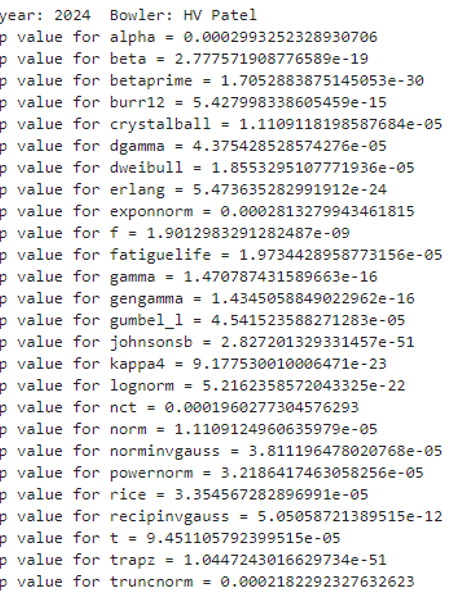 year: 2024  Bowler: HV Patel
p value for alpha = 0.0002993252328930706
p value for beta = 2.777571908776589e-19
p value for betaprime = 1.7052883875145053e-30
p value for burr12 = 5.427998338605459e-15
p value for crystalball = 1.1109118198587684e-05
p value for dgamma = 4.375428528574276e-05
p value for dweibull = 1.8553295107771936e-05
p value for erlang = 5.473635282991912e-24
p value for exponnorm = 0.0002813279943461815
p value for f = 1.9012983291282487e-09
p value for fatiguelife = 1.9734428958773156e-05
p value for gamma = 1.470787431589663e-16
p value for gengamma = 1.4345058849022962e-16
p value for gumbel_l = 4.541523588271283e-05
p value for johnsonsb = 2.827201329331457e-51
p value for kappa4 = 9.177530010006471e-23
p value for lognorm = 5.2162358572043325e-22
p value for nct = 0.0001960277304576293
p value for norm = 1.1109124960635979e-05
p value for norminvgauss = 3.811196478020768e-05
p value for powernorm = 3.2186417463058256e-05
p value for rice = 3.354567282896991e-05
p value for recipinvgauss = 5.05058721389515e-12
p value for t = 9.451105792399515e-05
p value for trapz = 1.0447243016629734e-51
p value for truncnorm = 0.0002182292327632623